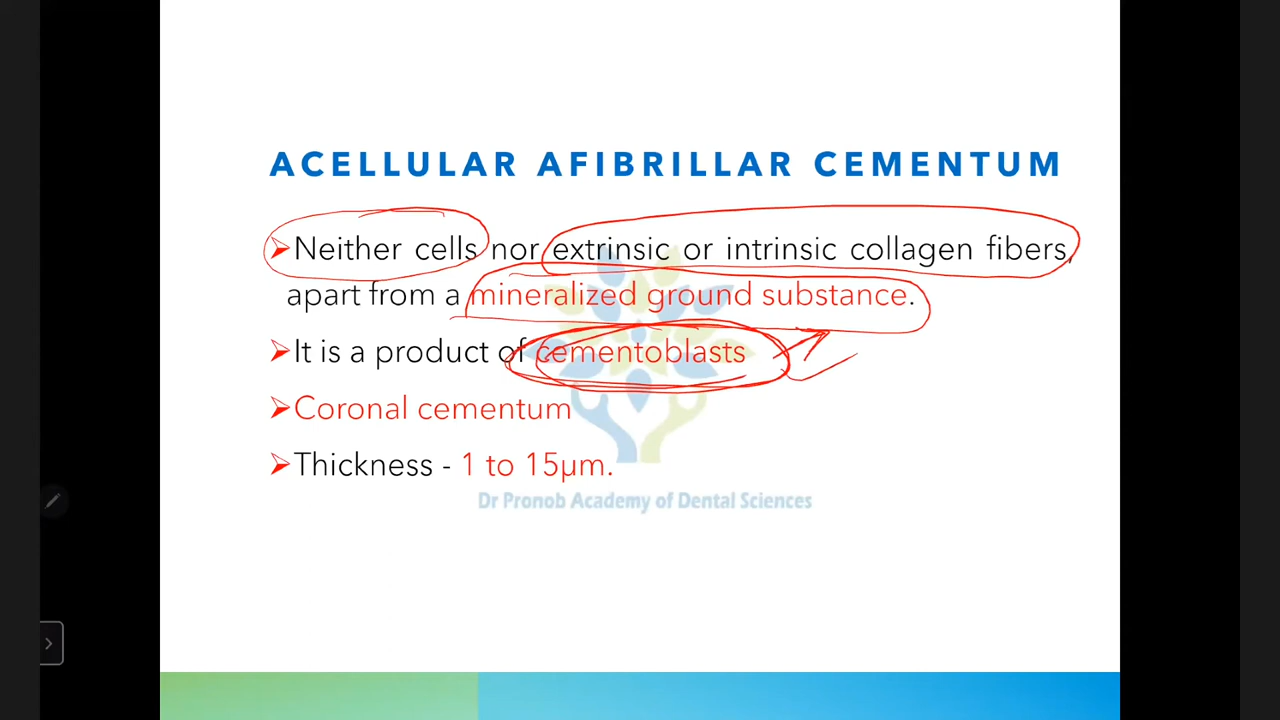 ACELLULAR AFIBRILLAR CEMENTUM
➢Neither cells nor extrinsic or intrinsic collagen fibers,
apart from a mineralized ground substance.
➢It is a product of cementoblasts
➢Coronal cementum
➢Thickness - 1 to 15µm.
Dr Pronob Academy of Dental Sciences